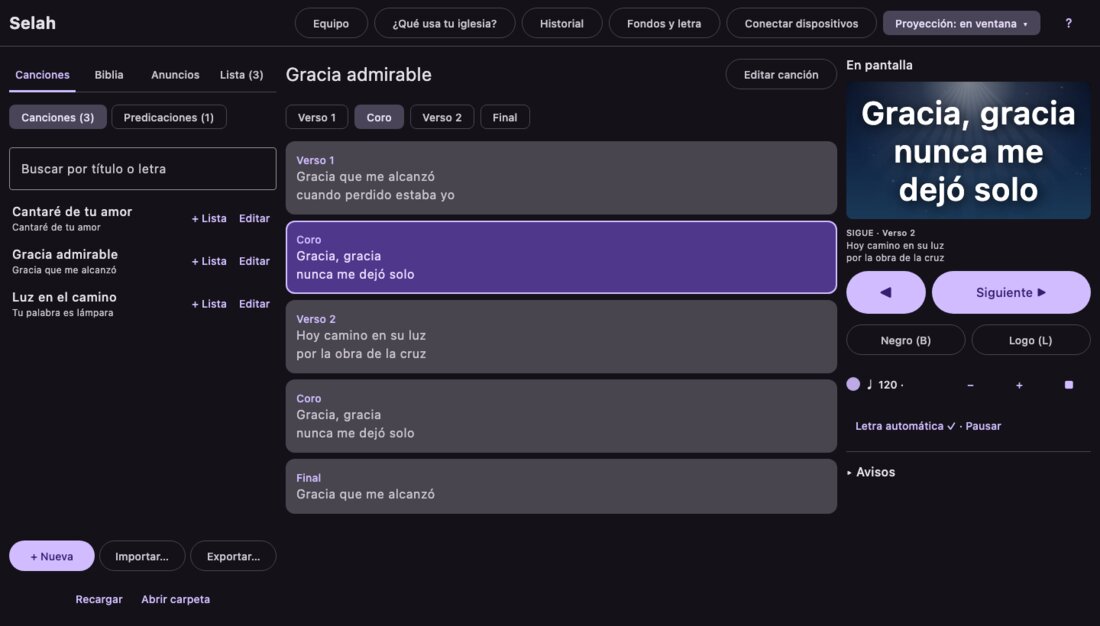 Selah
Equipo
¿Qué usa tu iglesia?
Historial
Fondos y letra
Conectar dispositivos
Proyección: en ventana ▾
?
Canciones
Biblia
Anuncios
Lista (3)
Canciones (3)
Predicaciones (1)
Buscar por título o letra
Cantaré de tu amor
Cantaré de tu amor
+ Lista
Editar
Gracia admirable
Gracia que me alcanzó
+ Lista
Editar
Luz en el camino
Tu palabra es lámpara
+ Lista
Editar
+ Nueva
Importar...
Exportar...
Recargar
Abrir carpeta
Gracia admirable
Editar canción
Verso 1
Coro
Verso 2
Final
Verso 1
Gracia que me alcanzó
cuando perdido estaba yo
Coro
Gracia, gracia
nunca me dejó solo
Verso 2
Hoy camino en su luz
por la obra de la cruz
Coro
Gracia, gracia
nunca me dejó solo
Final
Gracia que me alcanzó
En pantalla
Gracia, gracia
nunca me
dejó solo
SIGUE · Verso 2
Hoy camino en su luz
por la obra de la cruz
◀
Siguiente ▶
Negro (B)
Logo (L)
♩ 120 ·
–
+
Letra automática ✓ · Pausar
▸ Avisos